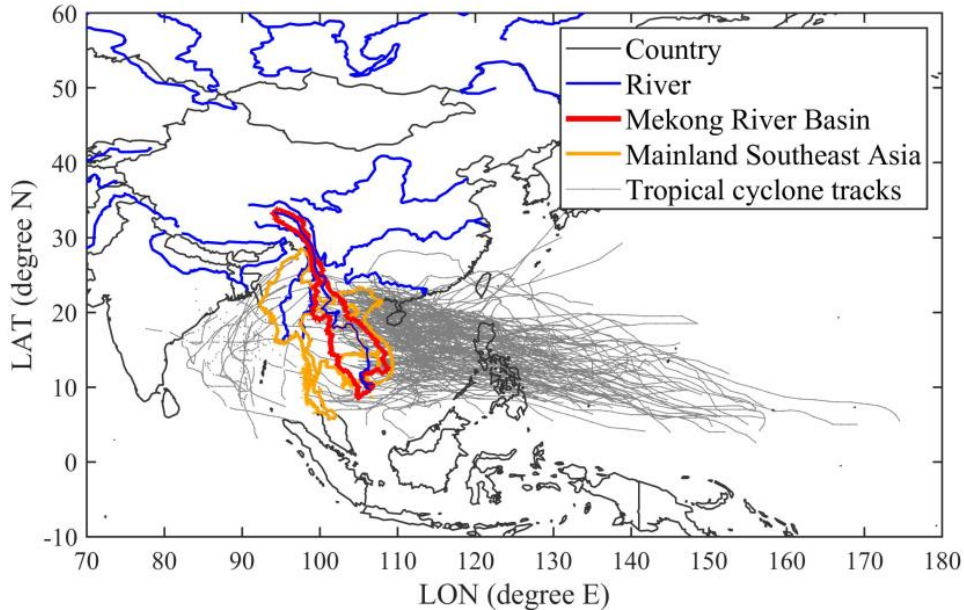 60
50
40
30
20
10
0
-10
LAT (degree N)
Country
River
Mekong River Basin
Mainland Southeast Asia
Tropical cyclone tracks
70 80 90 100 110 120 130 140 150 160 170 180
LON (degree E)